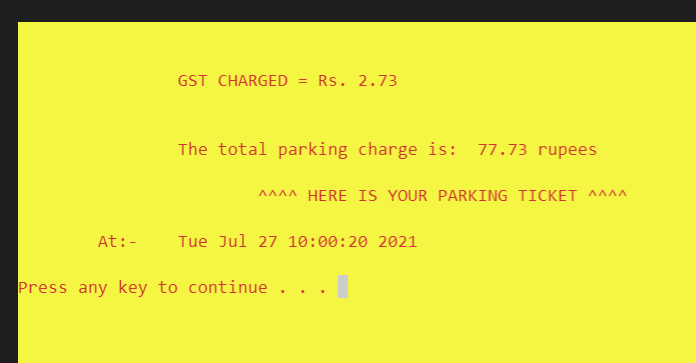 GST CHARGED = Rs. 2.73
The total parking charge is:  77.73 rupees
^^^^ HERE IS YOUR PARKING TICKET ^^^^
At:-    Tue Jul 27 10:00:20 2021
Press any key to continue . . .